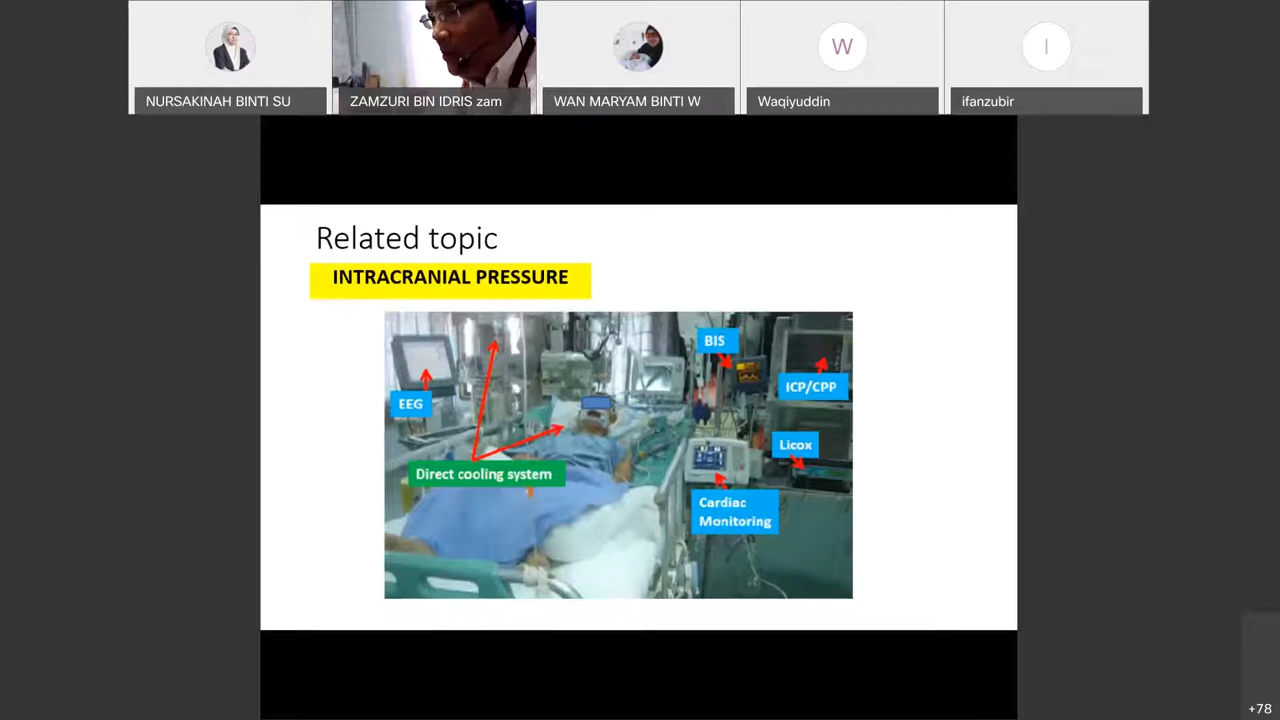 W
I
NURSAKINAH BINTI SU
ZAMZURI BIN IDRIS zam
WAN MARYAM BINTI W
Waqiyuddin
ifanzubir
Related topic
INTRACRANIAL PRESSURE
BIS
ICP/CPP
EEG
Licox
Direct cooling system
Cardiac
Monitoring
+78